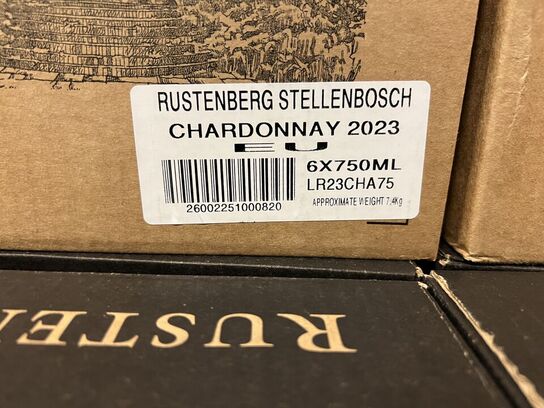 RUSTENBERG STELLENBOSCH
CHARDONNAY 2023
EU
6X750ML
LR23CHA75
26002251000820
APPROXIMATE WEIGHT 7.4Kg
RUSTEN